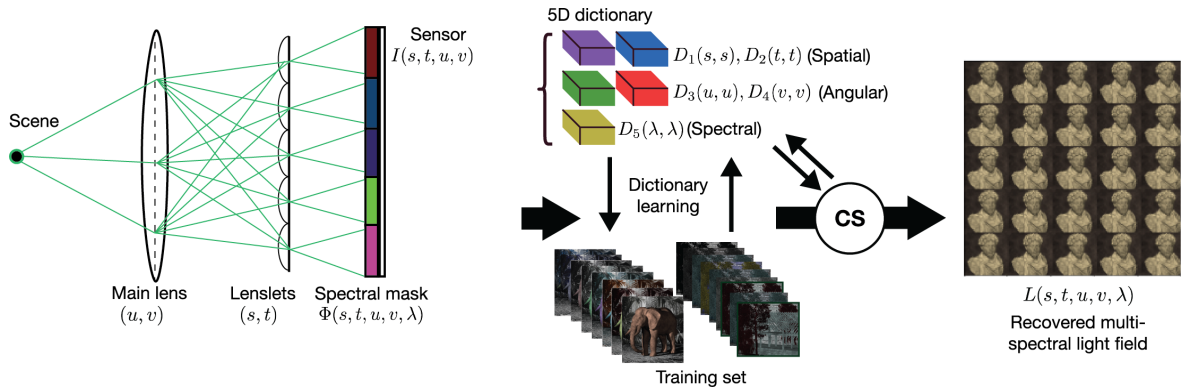 Scene
Main lens
(u, v)
Lenslets
(s, t)
Sensor
I(s, t, u, v)
Spectral mask
Φ(s, t, u, v, λ)
5D dictionary
D₁(s, s), D₂(t, t) (Spatial)
D₃(u, u), D₄(v, v) (Angular)
D₅(λ, λ) (Spectral)
Dictionary
learning
Training set
CS
L(s, t, u, v, λ)
Recovered multi-
spectral light field